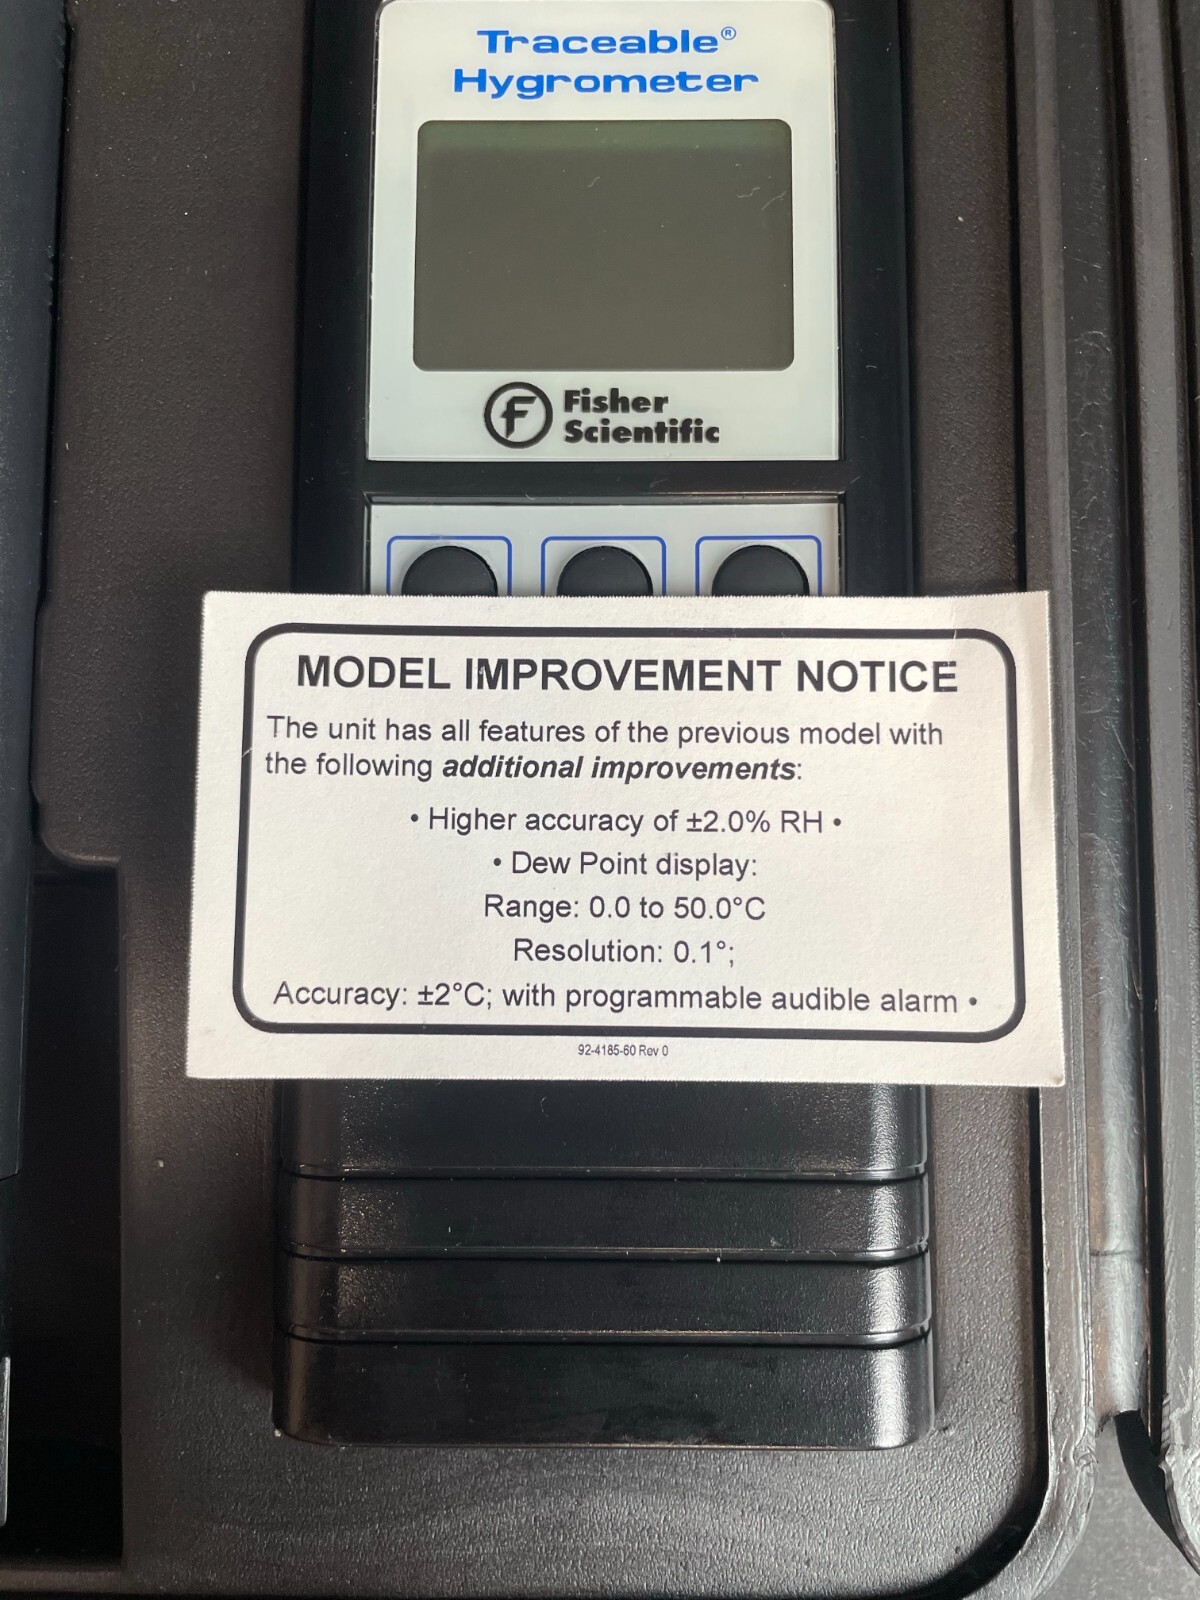 Traceable®
Hygrometer
F Fisher
Scientific
MODEL IMPROVEMENT NOTICE
The unit has all features of the previous model with
the following additional improvements:
• Higher accuracy of ±2.0% RH •
• Dew Point display:
Range: 0.0 to 50.0°C
Resolution: 0.1°;
Accuracy: ±2°C; with programmable audible alarm •
92-4185-60 Rev 0